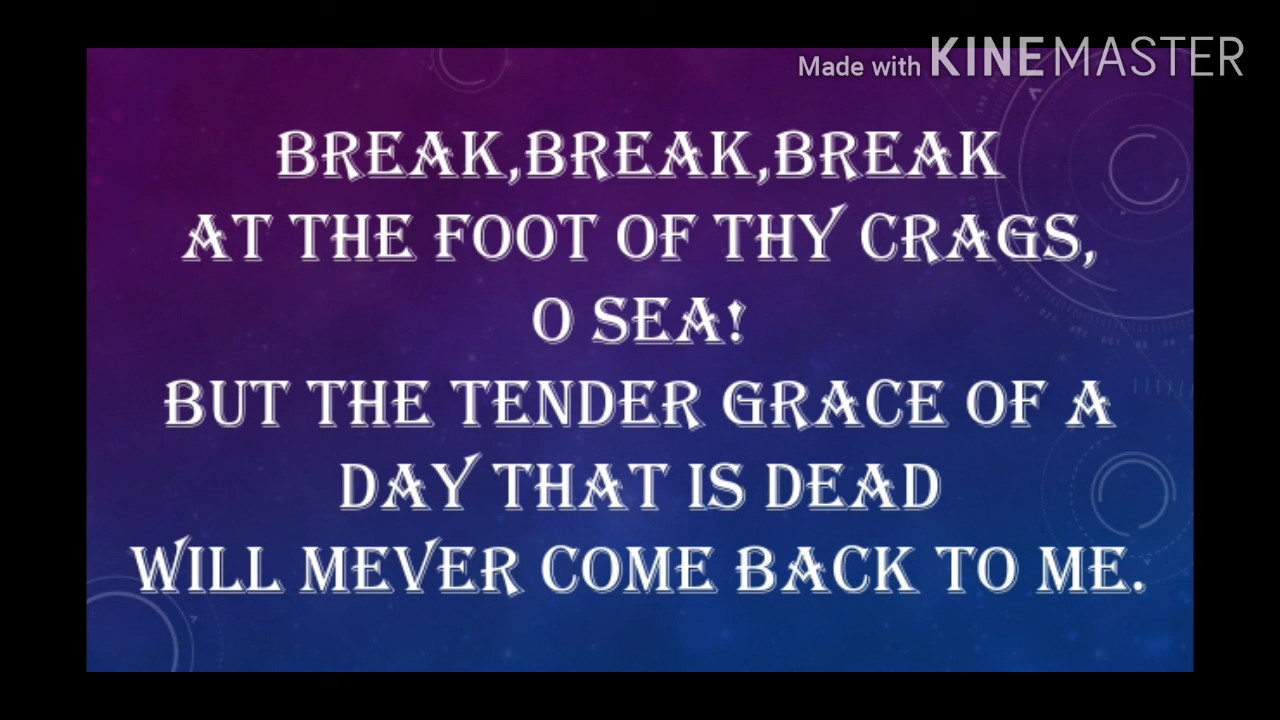 Made with KINEMASTER
BREAK,BREAK,BREAK
AT THE FOOT OF THY CRAGS,
O SEA!
BUT THE TENDER GRACE OF A
DAY THAT IS DEAD
WILL MEVER COME BACK TO ME.